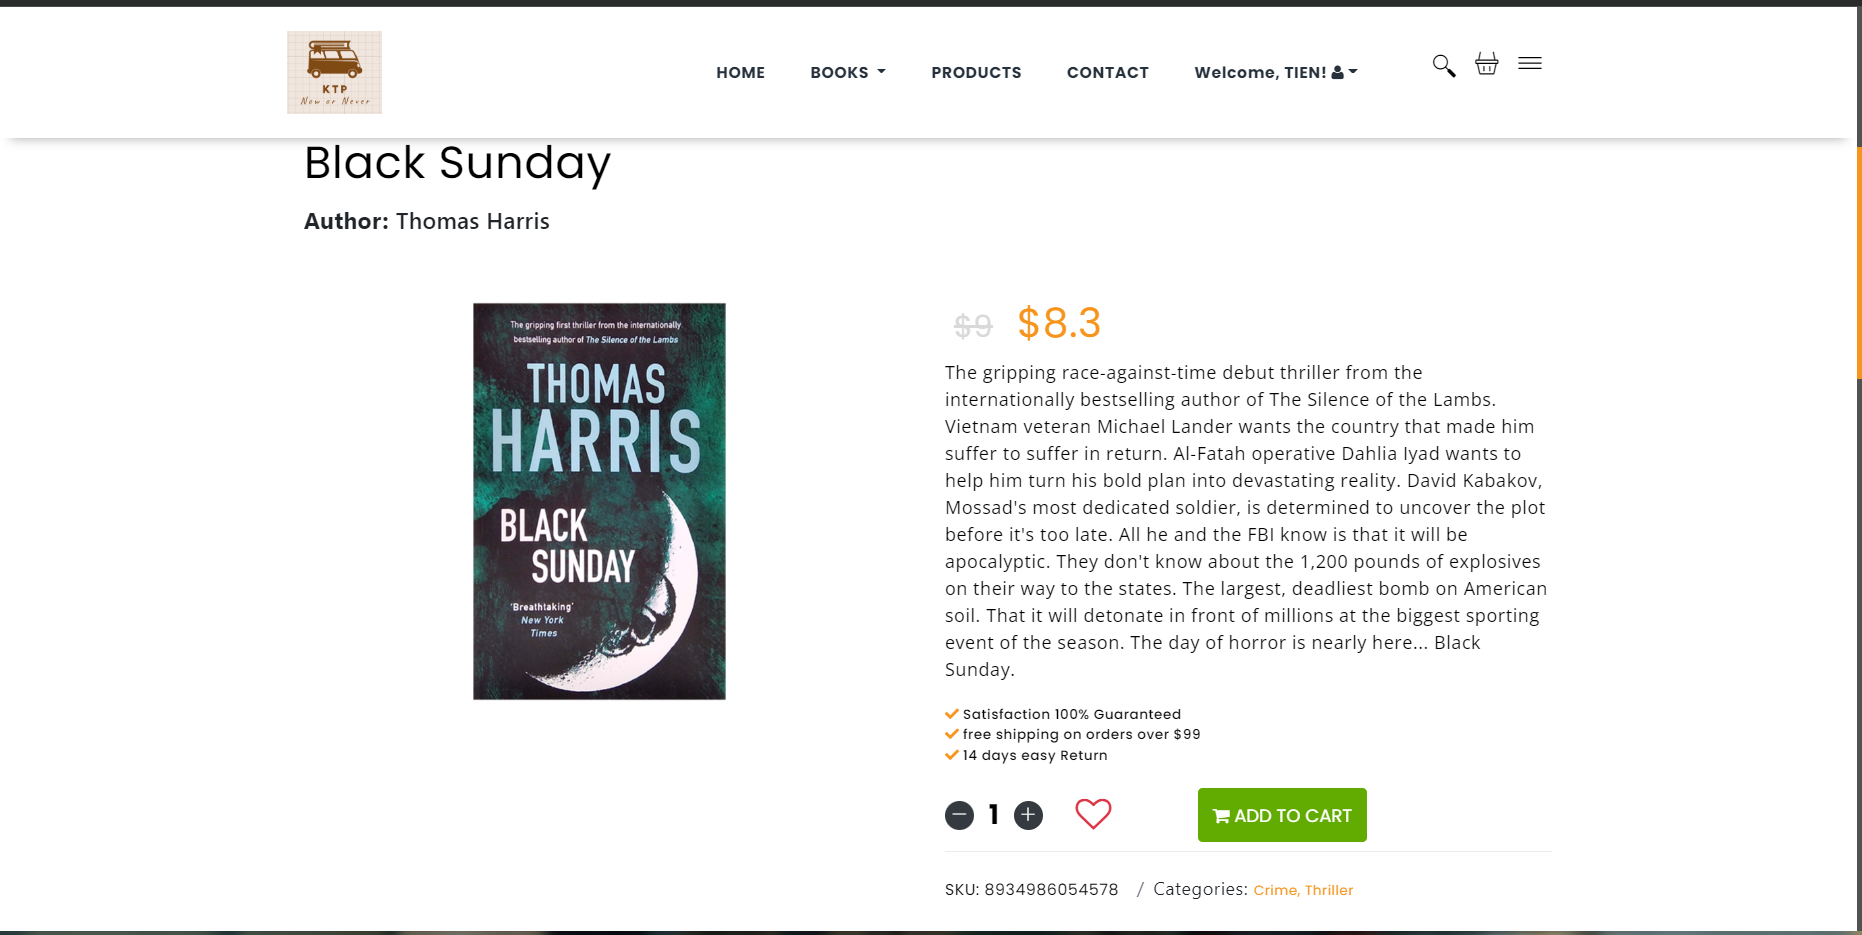 KTP
Now or Never
HOME
BOOKS
PRODUCTS
CONTACT
Welcome, TIEN!
Black Sunday
Author: Thomas Harris
The gripping first thriller from the internationally
bestselling author of The Silence of the Lambs
THOMAS
HARRIS
BLACK
SUNDAY
'Breathtaking'
New York
Times
$9 $8.3
The gripping race-against-time debut thriller from the
internationally bestselling author of The Silence of the Lambs.
Vietnam veteran Michael Lander wants the country that made him
suffer to suffer in return. Al-Fatah operative Dahlia Iyad wants to
help him turn his bold plan into devastating reality. David Kabakov,
Mossad's most dedicated soldier, is determined to uncover the plot
before it's too late. All he and the FBI know is that it will be
apocalyptic. They don't know about the 1,200 pounds of explosives
on their way to the states. The largest, deadliest bomb on American
soil. That it will detonate in front of millions at the biggest sporting
event of the season. The day of horror is nearly here... Black
Sunday.
Satisfaction 100% Guaranteed
free shipping on orders over $99
14 days easy Return
1
ADD TO CART
SKU: 8934986054578 / Categories: Crime, Thriller